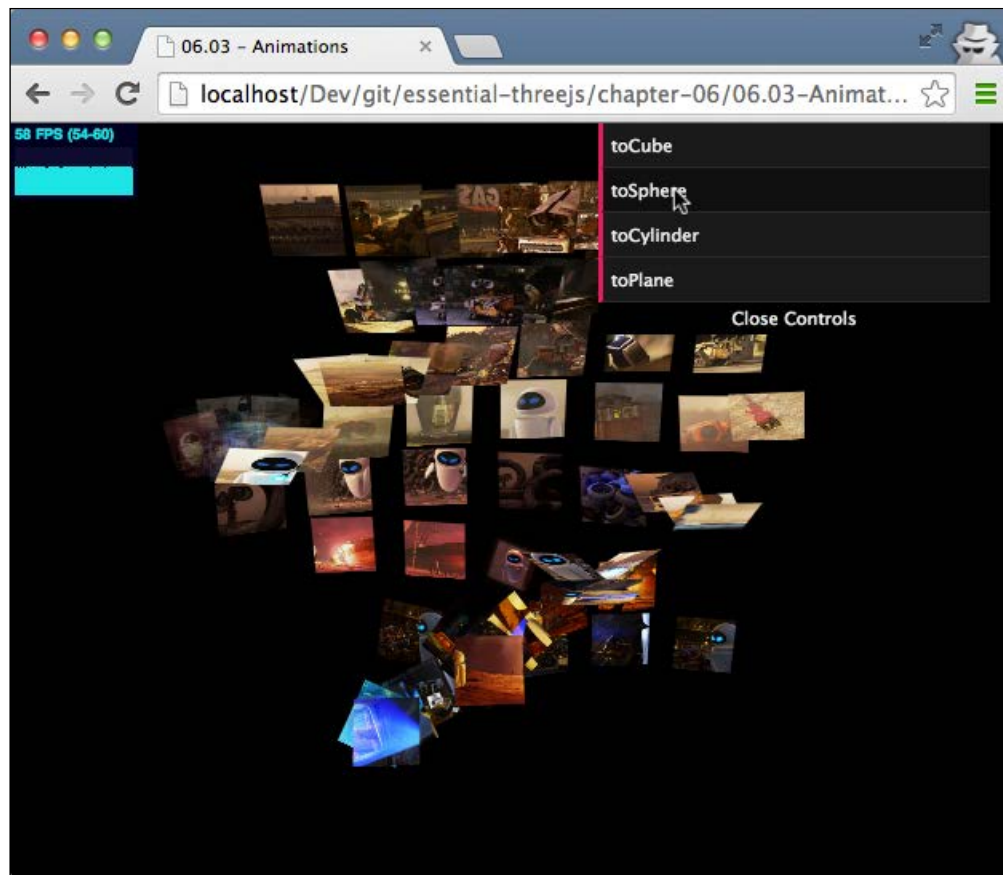 06.03 – Animations
localhost/Dev/git/essential-threejs/chapter-06/06.03-Animat...
58 FPS (54-60)
toCube
toSphere
toCylinder
toPlane
Close Controls
GAS